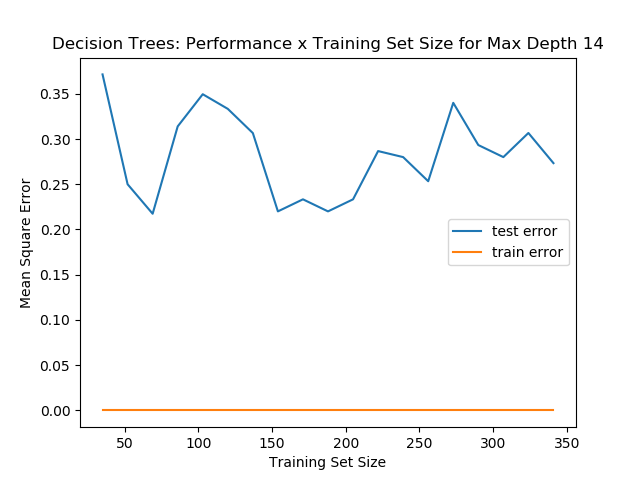 Decision Trees: Performance x Training Set Size for Max Depth 14
0.35
0.30
0.25
0.20
0.15
0.10
0.05
0.00
Mean Square Error
test error
train error
50 100 150 200 250 300 350
Training Set Size